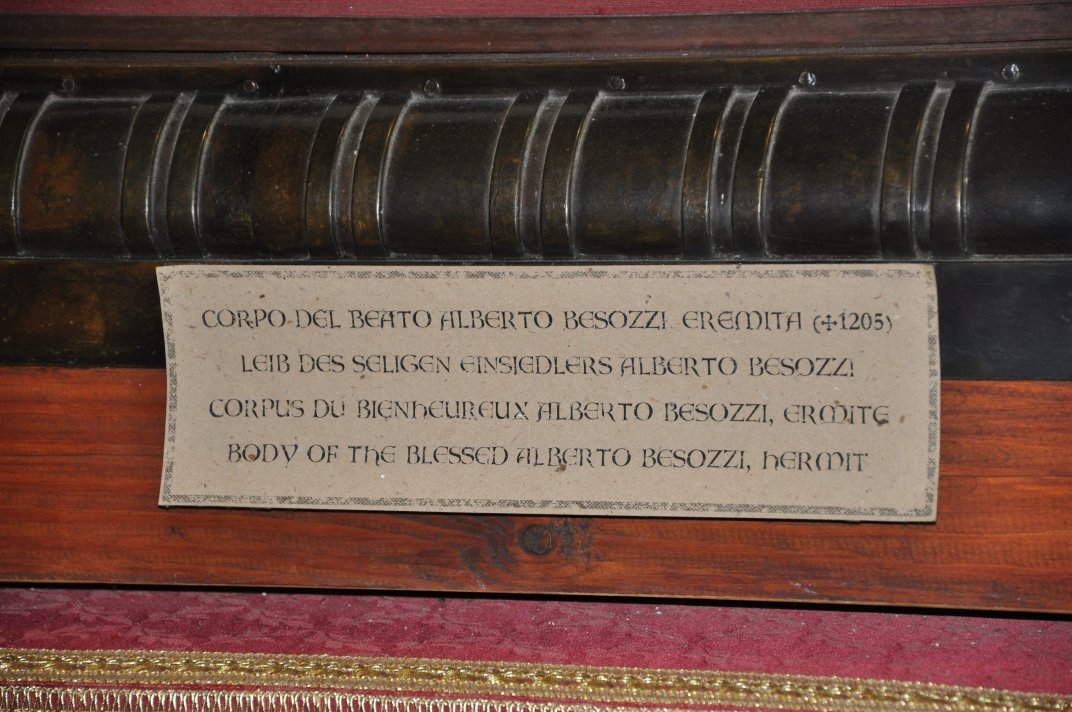 CORPO DEL BEATO ALBERTO BESOZZI EREMITA (✢1205)
LEIB DES SELIGEN EINSJEDLERS ALBERTO BESOZZI
CORPUS DU BIENHEUREUX ALBERTO BESOZZI, ERMITE
BODY OF THE BLESSED ALBERTO BESOZZI, HERMIT